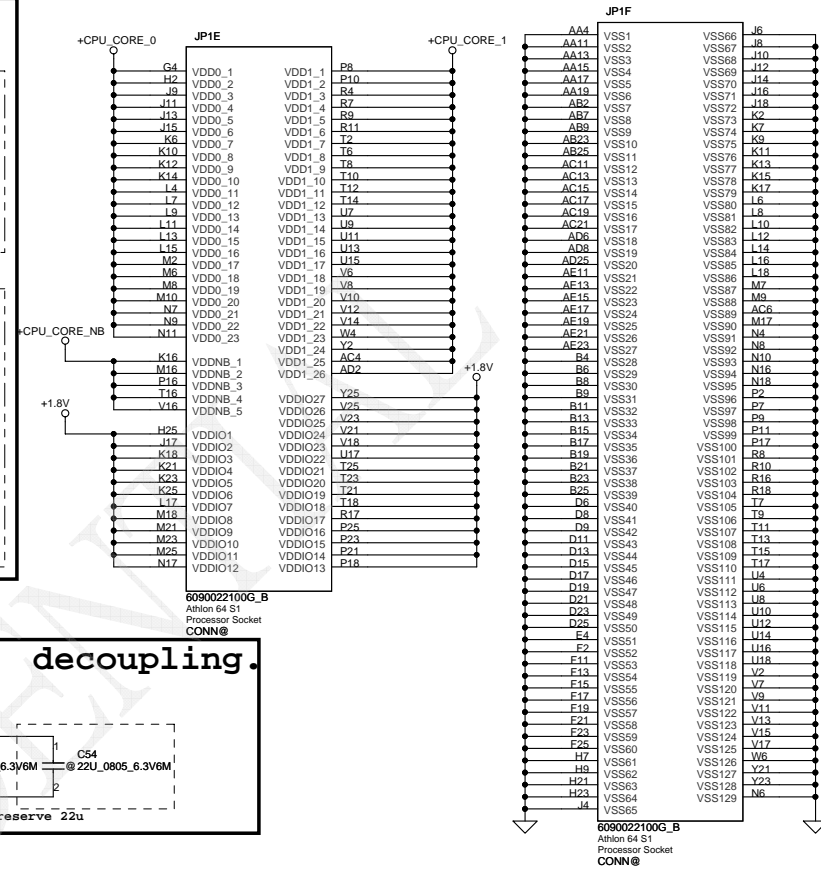 JP1E
+CPU_CORE_0
+CPU_CORE_1
G4 VDD0_1 VDD1_1 P8
H2 VDD0_2 VDD1_2 P10
J9 VDD0_3 VDD1_3 R4
J11 VDD0_4 VDD1_4 R7
J13 VDD0_5 VDD1_5 R9
J15 VDD0_6 VDD1_6 R11
K6 VDD0_7 VDD1_7 T2
K10 VDD0_8 VDD1_8 T6
K12 VDD0_9 VDD1_9 T8
K14 VDD0_10 VDD1_10 T10
L4 VDD0_11 VDD1_11 T12
L7 VDD0_12 VDD1_12 T14
L9 VDD0_13 VDD1_13 U7
L11 VDD0_14 VDD1_14 U9
L13 VDD0_15 VDD1_15 U11
L15 VDD0_16 VDD1_16 U13
M2 VDD0_17 VDD1_17 U15
M6 VDD0_18 VDD1_18 V6
M8 VDD0_19 VDD1_19 V8
M10 VDD0_20 VDD1_20 V10
N7 VDD0_21 VDD1_21 V12
N9 VDD0_22 VDD1_22 V14
N11 VDD0_23 VDD1_23 W4
VDD1_24 Y2
VDD1_25 AC4
VDD1_26 AD2
+CPU_CORE_NB
K16 VDDNB_1
M16 VDDNB_2
P16 VDDNB_3
T16 VDDNB_4
V16 VDDNB_5
+1.8V
+1.8V
VDDIO27 Y25
VDDIO26 V25
VDDIO25 V23
H25 VDDIO1 VDDIO24 V21
J17 VDDIO2 VDDIO23 V18
K18 VDDIO3 VDDIO22 U17
K21 VDDIO4 VDDIO21 T25
K23 VDDIO5 VDDIO20 T23
K25 VDDIO6 VDDIO19 T21
L17 VDDIO7 VDDIO18 T18
M18 VDDIO8 VDDIO17 R17
M21 VDDIO9 VDDIO16 P25
M23 VDDIO10 VDDIO15 P23
M25 VDDIO11 VDDIO14 P21
N17 VDDIO12 VDDIO13 P18
6090022100G_B
Athlon 64 S1
Processor Socket
CONN@
decoupling.
6.3V6M
1
C54
@ 22U_0805_6.3V6M
2
reserve 22u
JP1F
AA4 VSS1 VSS66 J6
AA11 VSS2 VSS67 J8
AA13 VSS3 VSS68 J10
AA15 VSS4 VSS69 J12
AA17 VSS5 VSS70 J14
AA19 VSS6 VSS71 J16
AB2 VSS7 VSS72 J18
AB7 VSS8 VSS73 K2
AB9 VSS9 VSS74 K7
AB23 VSS10 VSS75 K9
AB25 VSS11 VSS76 K11
AC11 VSS12 VSS77 K13
AC13 VSS13 VSS78 K15
AC15 VSS14 VSS79 K17
AC17 VSS15 VSS80 L6
AC19 VSS16 VSS81 L8
AC21 VSS17 VSS82 L10
AD6 VSS18 VSS83 L12
AD8 VSS19 VSS84 L14
AD25 VSS20 VSS85 L16
AE11 VSS21 VSS86 L18
AE13 VSS22 VSS87 M7
AE15 VSS23 VSS88 M9
AE17 VSS24 VSS89 AC6
AE19 VSS25 VSS90 M17
AE21 VSS26 VSS91 N4
AE23 VSS27 VSS92 N8
B4 VSS28 VSS93 N10
B6 VSS29 VSS94 N16
B8 VSS30 VSS95 N18
B9 VSS31 VSS96 P2
B11 VSS32 VSS97 P7
B13 VSS33 VSS98 P9
B15 VSS34 VSS99 P11
B17 VSS35 VSS100 P17
B19 VSS36 VSS101 R8
B21 VSS37 VSS102 R10
B23 VSS38 VSS103 R16
B25 VSS39 VSS104 R18
D6 VSS40 VSS105 T7
D8 VSS41 VSS106 T9
D9 VSS42 VSS107 T11
D11 VSS43 VSS108 T13
D13 VSS44 VSS109 T15
D15 VSS45 VSS110 T17
D17 VSS46 VSS111 U4
D19 VSS47 VSS112 U6
D21 VSS48 VSS113 U8
D23 VSS49 VSS114 U10
D25 VSS50 VSS115 U12
E4 VSS51 VSS116 U14
F2 VSS52 VSS117 U16
F11 VSS53 VSS118 U18
F13 VSS54 VSS119 V2
F15 VSS55 VSS120 V7
F17 VSS56 VSS121 V9
F19 VSS57 VSS122 V11
F21 VSS58 VSS123 V13
F23 VSS59 VSS124 V15
F25 VSS60 VSS125 V17
H7 VSS61 VSS126 W6
H9 VSS62 VSS127 Y21
H21 VSS63 VSS128 Y23
H23 VSS64 VSS129 N6
J4 VSS65
6090022100G_B
Athlon 64 S1
Processor Socket
CONN@